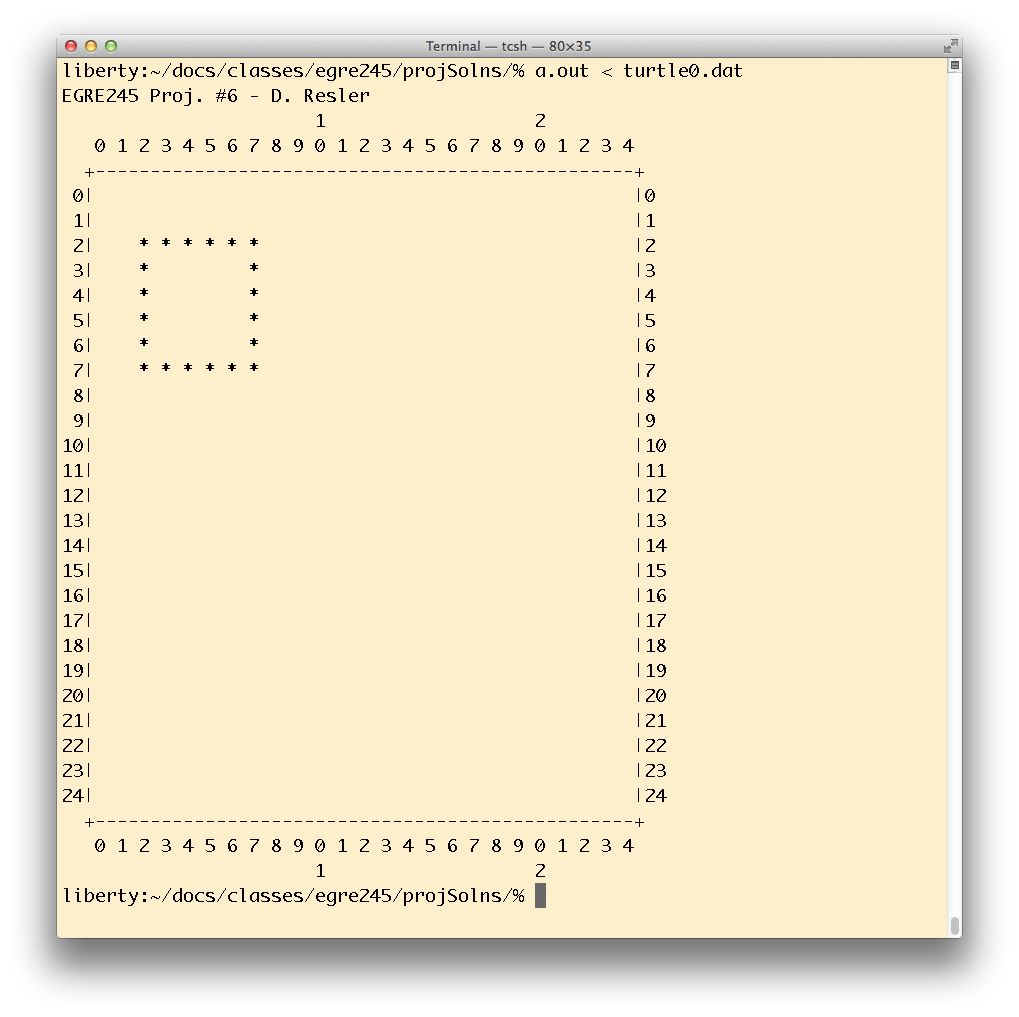 Terminal — tcsh — 80×35
liberty:~/docs/classes/egre245/projSolns/% a.out < turtle0.dat
EGRE245 Proj. #6 - D. Resler
                       1                   2
   0 1 2 3 4 5 6 7 8 9 0 1 2 3 4 5 6 7 8 9 0 1 2 3 4
  +-------------------------------------------------+
 0|                                                 |0
 1|                                                 |1
 2|    * * * * * *                                  |2
 3|    *         *                                  |3
 4|    *         *                                  |4
 5|    *         *                                  |5
 6|    *         *                                  |6
 7|    * * * * * *                                  |7
 8|                                                 |8
 9|                                                 |9
10|                                                 |10
11|                                                 |11
12|                                                 |12
13|                                                 |13
14|                                                 |14
15|                                                 |15
16|                                                 |16
17|                                                 |17
18|                                                 |18
19|                                                 |19
20|                                                 |20
21|                                                 |21
22|                                                 |22
23|                                                 |23
24|                                                 |24
  +-------------------------------------------------+
   0 1 2 3 4 5 6 7 8 9 0 1 2 3 4 5 6 7 8 9 0 1 2 3 4
                       1                   2
liberty:~/docs/classes/egre245/projSolns/%